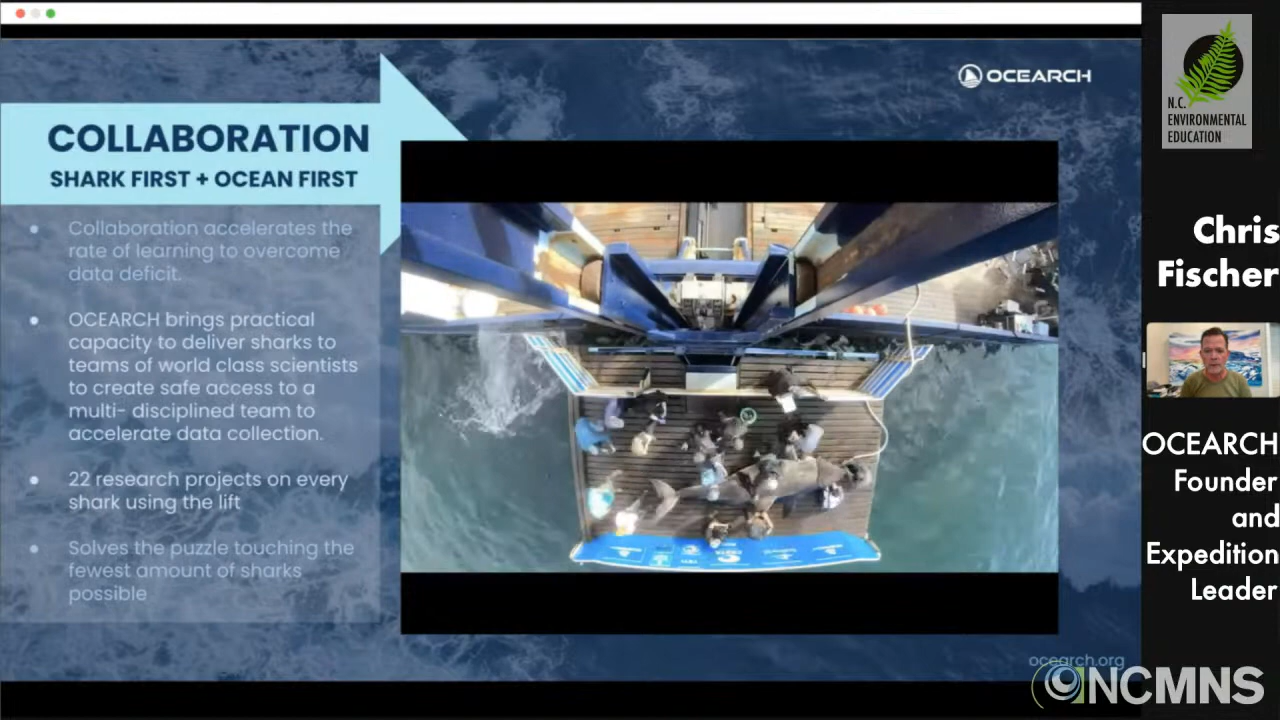 OCEARCH
COLLABORATION
SHARK FIRST + OCEAN FIRST
Collaboration accelerates the
rate of learning to overcome
data deficit.
OCEARCH brings practical
capacity to deliver sharks to
teams of world class scientists
to create safe access to a
multi- disciplined team to
accelerate data collection.
22 research projects on every
shark using the lift
Solves the puzzle touching the
fewest amount of sharks
possible
ocearch.org
N.C.
ENVIRONMENTAL
EDUCATION
Chris
Fischer
OCEARCH
Founder
and
Expedition
Leader
NCMNS